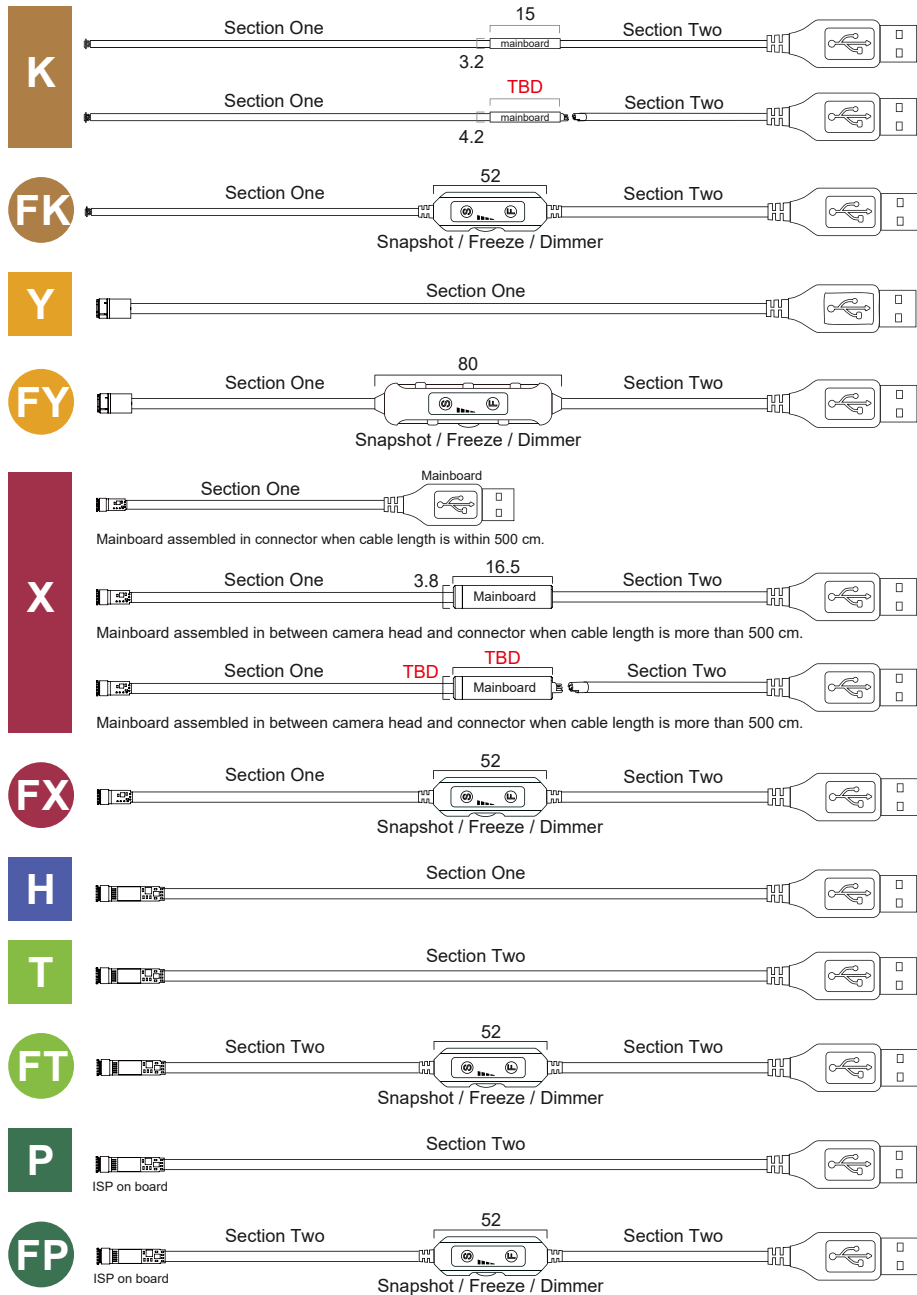 K
Section One
15
mainboard
Section Two
3.2
Section One
TBD
mainboard
Section Two
4.2
FK
Section One
52
S F
Section Two
Snapshot / Freeze / Dimmer
Y
Section One
FY
Section One
80
S F
Section Two
Snapshot / Freeze / Dimmer
X
Section One
Mainboard
Mainboard assembled in connector when cable length is within 500 cm.
Section One
3.8
16.5
Mainboard
Section Two
Mainboard assembled in between camera head and connector when cable length is more than 500 cm.
Section One
TBD
TBD
Mainboard
Section Two
Mainboard assembled in between camera head and connector when cable length is more than 500 cm.
FX
Section One
52
S F
Section Two
Snapshot / Freeze / Dimmer
H
Section One
T
Section Two
FT
Section Two
52
S F
Section Two
Snapshot / Freeze / Dimmer
P
Section Two
ISP on board
FP
Section Two
52
S F
Section Two
ISP on board
Snapshot / Freeze / Dimmer